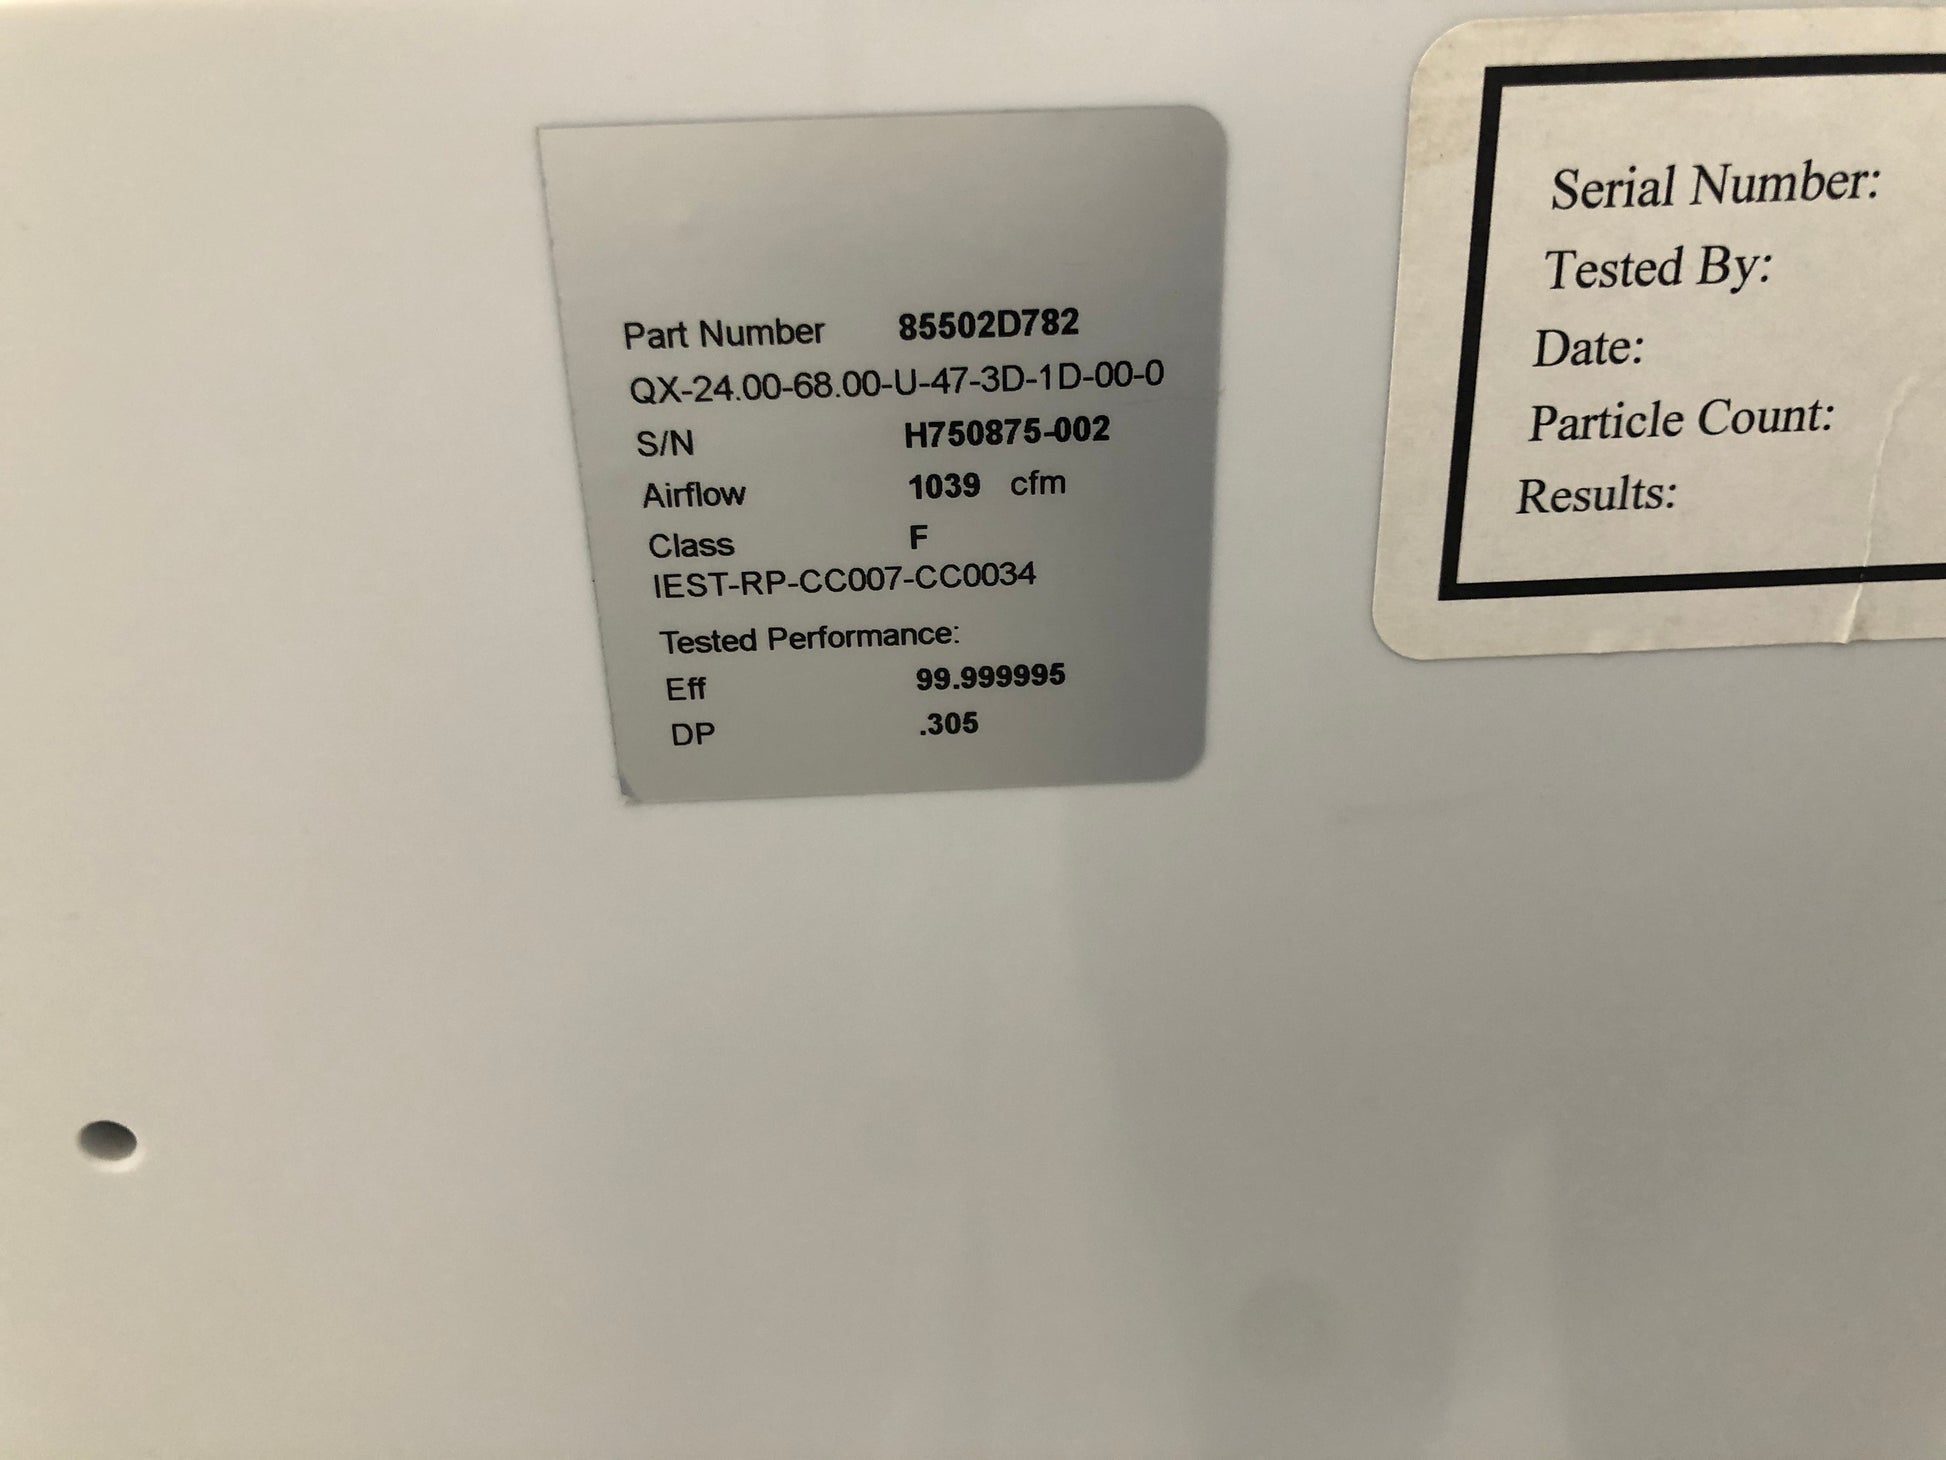 Part Number 85502D782
QX-24.00-68.00-U-47-3D-1D-00-0
S/N H750875-002
Airflow 1039 cfm
Class F
IEST-RP-CC007-CC0034
Tested Performance:
Eff 99.999995
DP .305
Serial Number:
Tested By:
Date:
Particle Count:
Results: